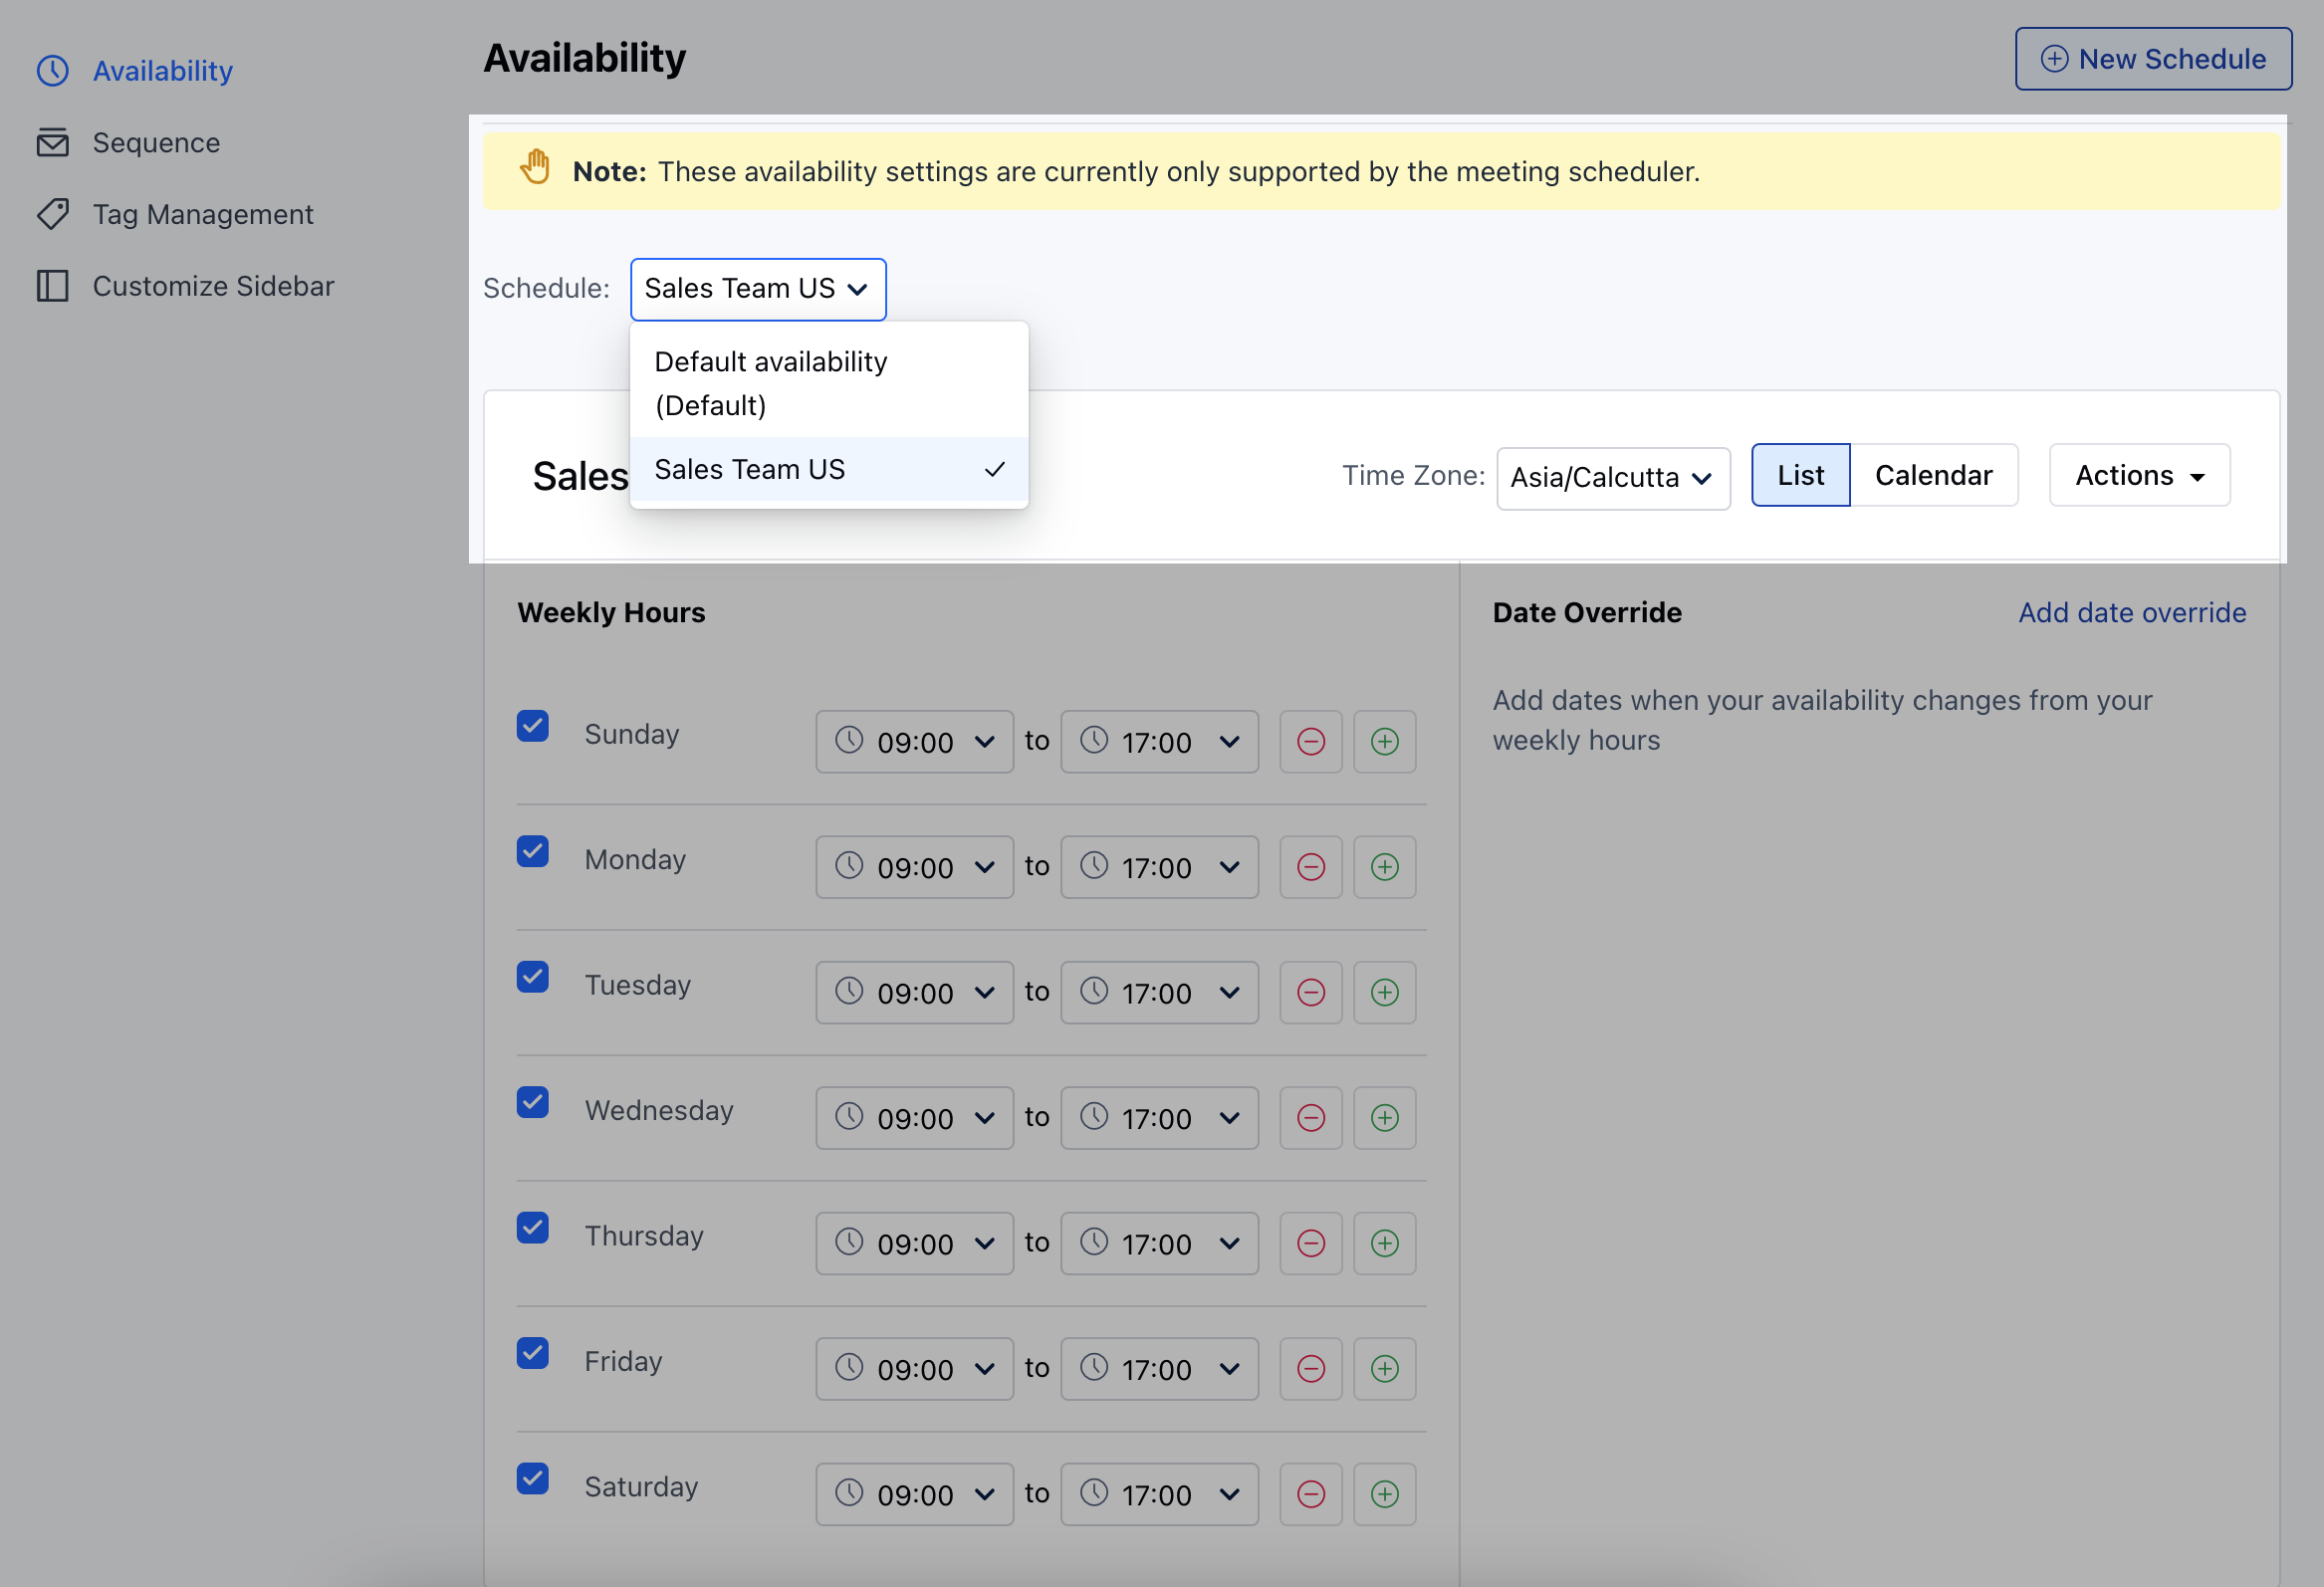 Availability
Sequence
Tag Management
Customize Sidebar
Availability
New Schedule
Note: These availability settings are currently only supported by the meeting scheduler.
Schedule: Sales Team US
Default availability
(Default)
Sales Team US
Sales
Time Zone: Asia/Calcutta List Calendar Actions
Weekly Hours
Sunday 09:00 to 17:00
Monday 09:00 to 17:00
Tuesday 09:00 to 17:00
Wednesday 09:00 to 17:00
Thursday 09:00 to 17:00
Friday 09:00 to 17:00
Saturday 09:00 to 17:00
Date Override Add date override
Add dates when your availability changes from your
weekly hours